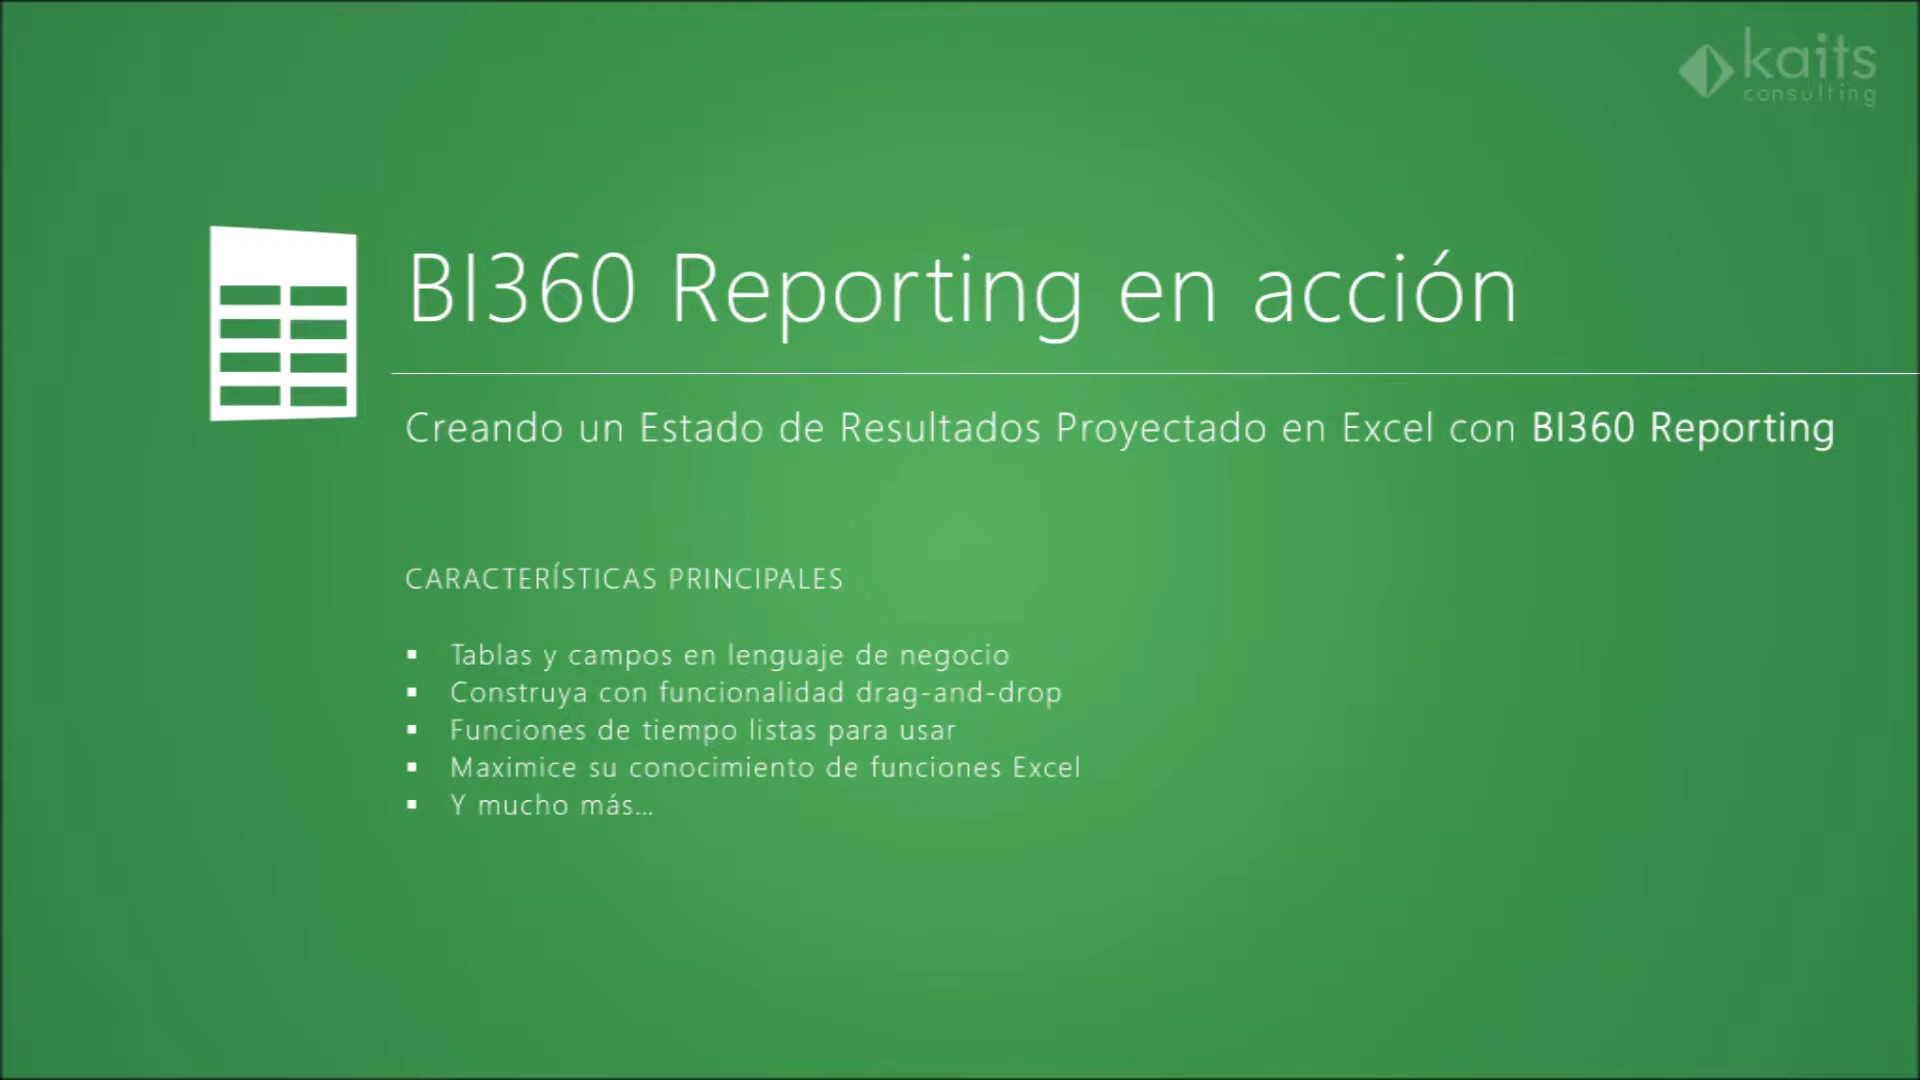 kaits
consulting
BI360 Reporting en acción
Creando un Estado de Resultados Proyectado en Excel con BI360 Reporting
CARACTERÍSTICAS PRINCIPALES
▪ Tablas y campos en lenguaje de negocio
▪ Construya con funcionalidad drag-and-drop
▪ Funciones de tiempo listas para usar
▪ Maximice su conocimiento de funciones Excel
▪ Y mucho más...